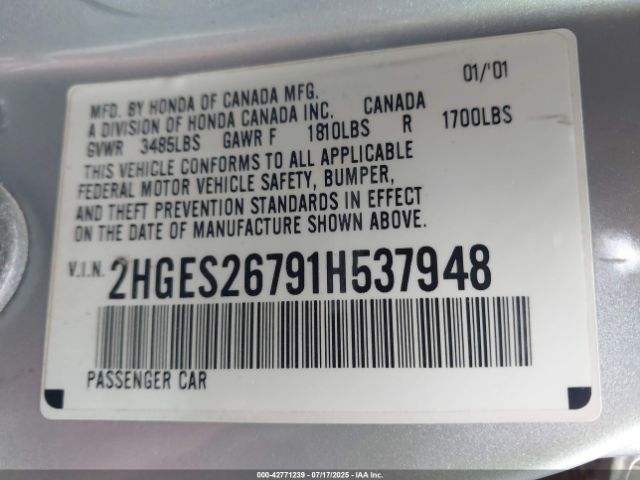 01/'01
MFD. BY HONDA OF CANADA MFG.
A DIVISION OF HONDA CANADA INC. CANADA
GVWR 3485LBS GAWR F 1810LBS R 1700LBS
THIS VEHICLE CONFORMS TO ALL APPLICABLE
FEDERAL MOTOR VEHICLE SAFETY, BUMPER,
AND THEFT PREVENTION STANDARDS IN EFFECT
ON THE DATE OF MANUFACTURE SHOWN ABOVE.
V.I.N. 2HGES26791H537948
PASSENGER CAR
000-42771239 - 07/17/2025 - IAA Inc.